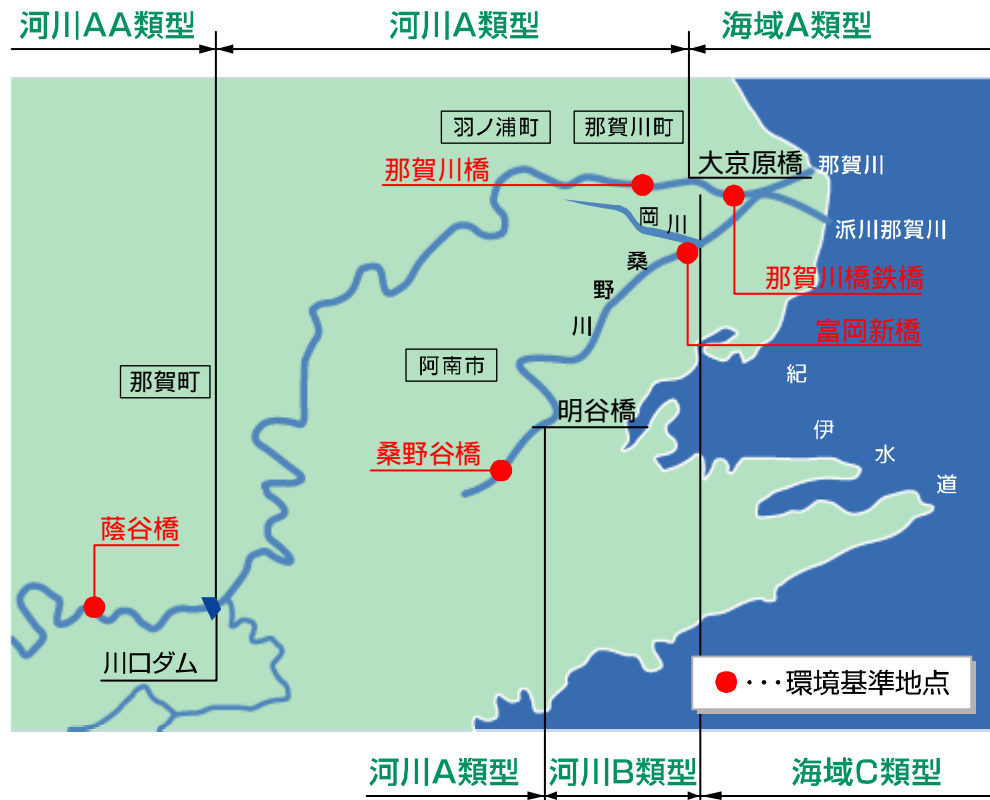 河川AA類型
河川A類型
海域A類型
羽ノ浦町
那賀川町
那賀川橋
大京原橋
那賀川
岡川
派川那賀川
桑野川
那賀川橋鉄橋
富岡新橋
阿南市
那賀町
紀伊水道
明谷橋
桑野谷橋
蔭谷橋
川口ダム
●･･･環境基準地点
河川A類型
河川B類型
海域C類型